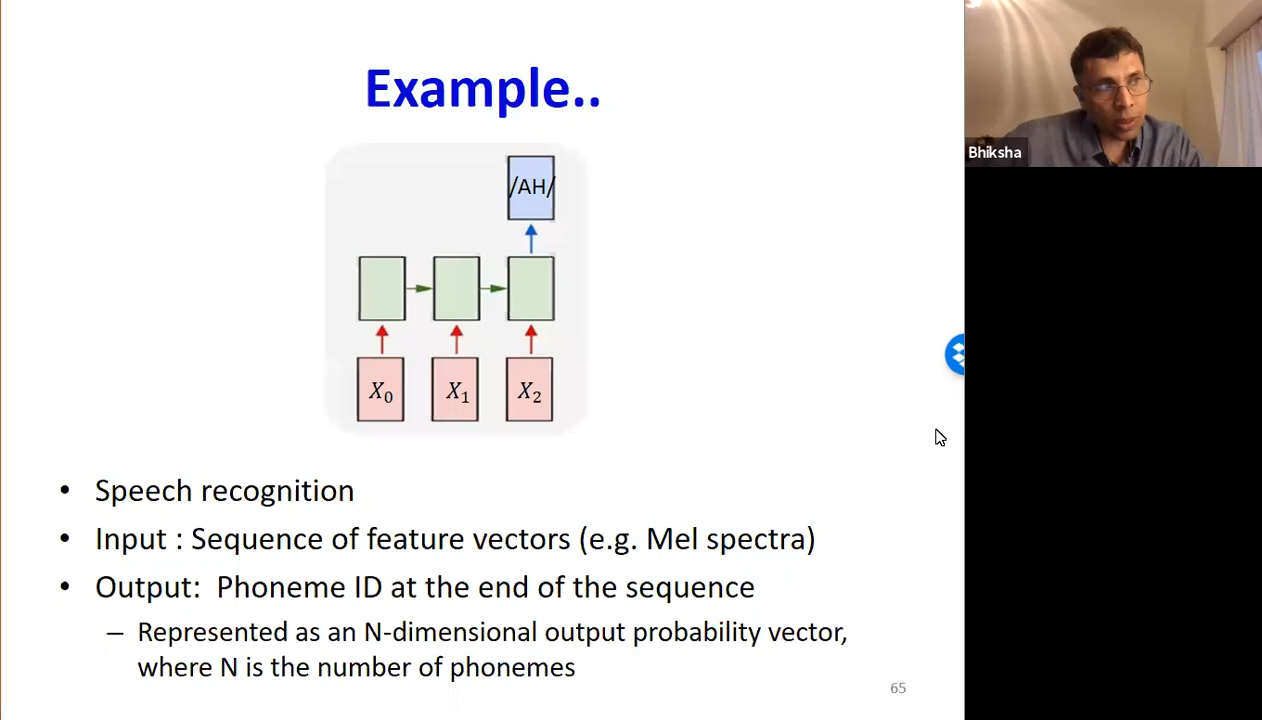 Example..
Bhiksha
/AH/
X₀ X₁ X₂
• Speech recognition
• Input : Sequence of feature vectors (e.g. Mel spectra)
• Output: Phoneme ID at the end of the sequence
– Represented as an N-dimensional output probability vector,
where N is the number of phonemes
65